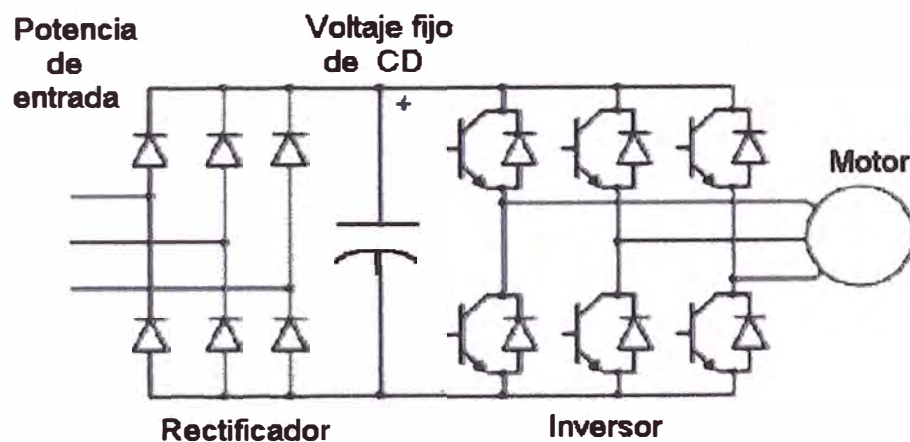 Potencia
de
entrada
Voltaje fijo
de CD
+
Motor
Rectificador
Inversor